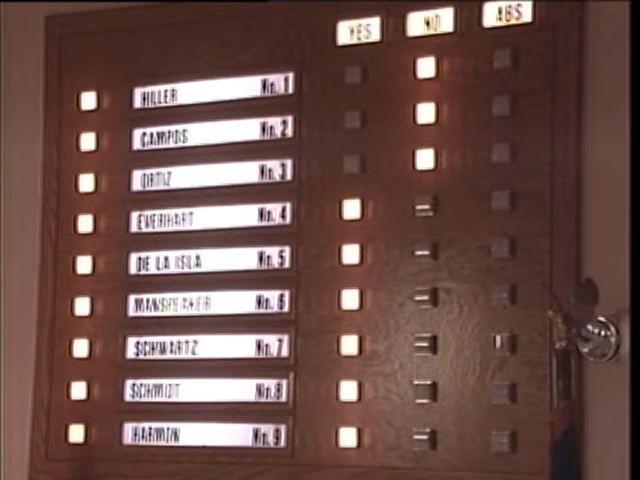 YES NO ABS
HILLER No.1
CAMPOS No.2
ORTIZ No.3
EVERHART No.4
DE LA ISLA No.5
No.6
SCHWARTZ No.7
SCHMIDT No.8
HARMON No.9